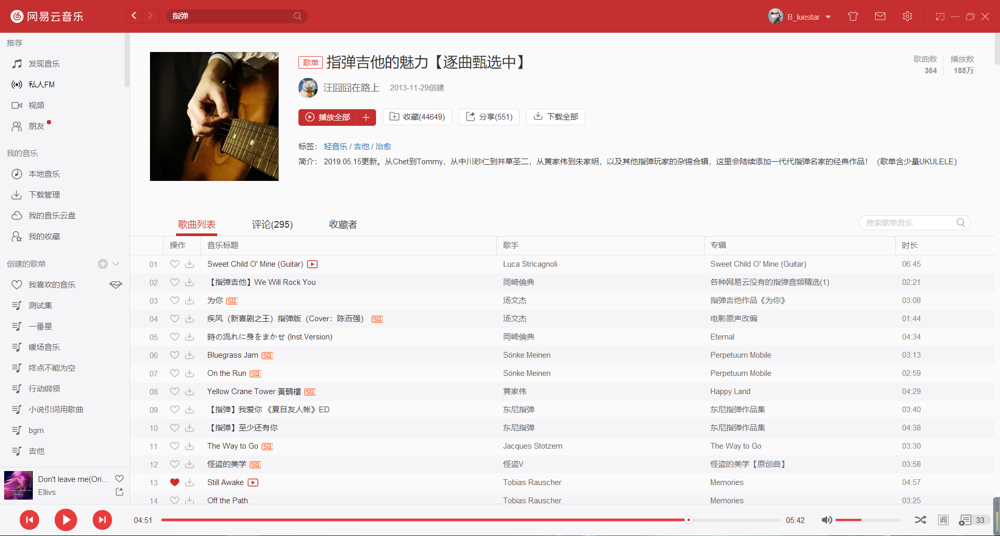 网易云音乐
指弹
B_luestar
推荐
发现音乐
私人FM
视频
朋友
我的音乐
本地音乐
下载管理
我的音乐云盘
我的收藏
创建的歌单
我喜欢的音乐
测试集
一番星
暖场音乐
终点不能为空
行动纲领
小说引词用歌曲
bgm
吉他
Don't leave me(Ori...
Ellivs
歌单 指弹吉他的魅力【逐曲甄选中】
歌曲数 播放数
364 188万
汪囧囧在路上 2013-11-29创建
播放全部 收藏(44649) 分享(551) 下载全部
标签： 轻音乐 / 吉他 / 治愈
简介： 2019.05.15更新。从Chet到Tommy，从中川砂仁到井草圣二，从黄家伟到朱家明，以及其他指弹玩家的杂锦合辑，这里会陆续添加一代代指弹名家的经典作品！（歌单含少量UKULELE）
歌曲列表 评论(295) 收藏者 搜索歌单音乐
操作 音乐标题 歌手 专辑 时长
01 Sweet Child O' Mine (Guitar) Luca Stricagnoli Sweet Child O' Mine (Guitar) 06:45
02 【指弹吉他】We Will Rock You 岡崎倫典 各种网易云没有的指弹音频精选(1) 02:21
03 为你 SQ 汤文杰 指弹吉他作品《为你》 03:08
04 疾风（新喜剧之王）指弹版（Cover：陈百强） SQ 汤文杰 电影原声改编 01:44
05 時の流れに身をまかせ (Inst.Version) 岡崎倫典 Eternal 04:34
06 Bluegrass Jam SQ Sönke Meinen Perpetuum Mobile 03:13
07 On the Run SQ Sönke Meinen Perpetuum Mobile 02:59
08 Yellow Crane Tower 黃鶴樓 SQ 黄家伟 Happy Land 04:29
09 【指弹】我爱你 《夏目友人帐》ED 东尼指弹 东尼指弹作品集 03:40
10 【指弹】至少还有你 东尼指弹 东尼指弹作品集 04:38
11 The Way to Go SQ Jacques Stotzem The Way to Go 03:30
12 怪盗的美学 SQ 怪盗V 怪盗的美学【原创曲】 03:58
13 Still Awake Tobias Rauscher Memories 04:57
14 Off the Path Tobias Rauscher Memories 03:25
04:51 05:42 词 33